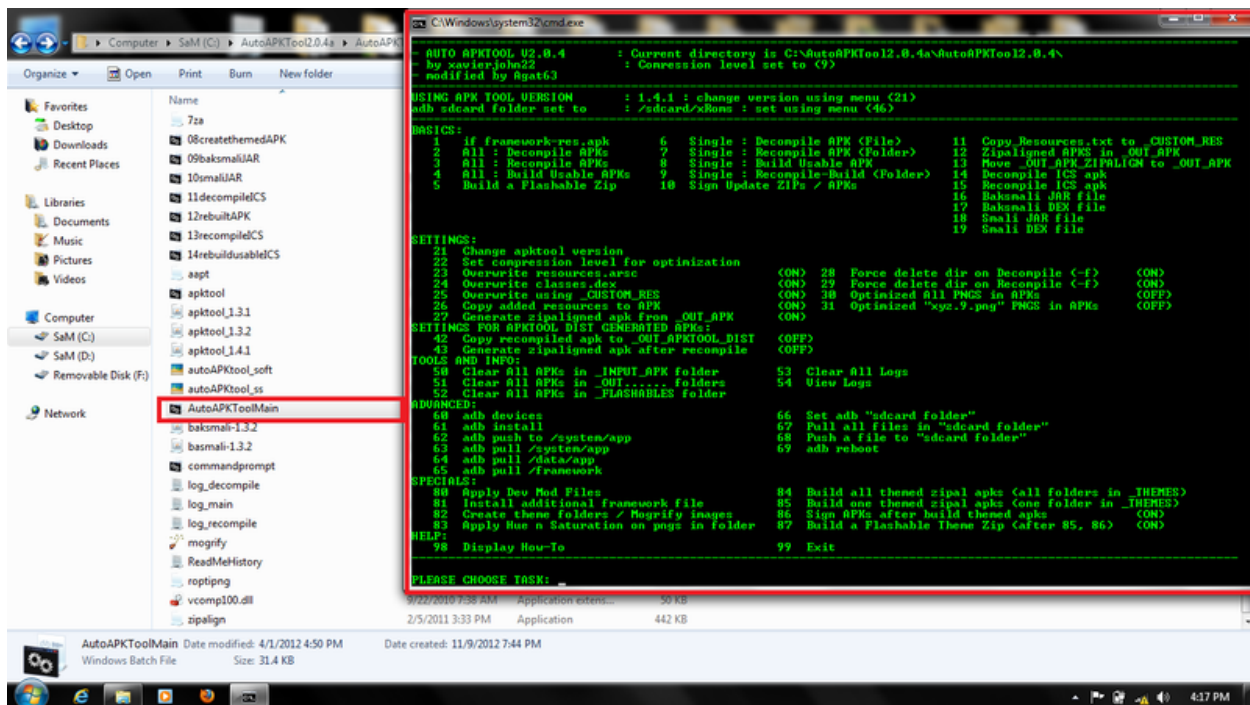 C:\Windows\system32\cmd.exe
Computer ▸ SaM (C:) ▸ AutoAPKTool2.0.4a ▸ AutoAPKT
Organize Open Print Burn New folder
Favorites
Desktop
Downloads
Recent Places
Libraries
Documents
Music
Pictures
Videos
Computer
SaM (C:)
SaM (D:)
Removable Disk (F:)
Network
Name
7za
08createthemedAPK
09baksmaliJAR
10smaliJAR
11decompileICS
12rebuiltAPK
13recompileICS
14rebuildusableICS
aapt
apktool
apktool_1.3.1
apktool_1.3.2
apktool_1.4.1
autoAPKtool_soft
autoAPKtool_ss
AutoAPKToolMain
baksmali-1.3.2
basmali-1.3.2
commandprompt
log_decompile
log_main
log_recompile
mogrify
ReadMeHistory
roptipng
vcomp100.dll 9/22/2010 7:38 AM Application extens... 50 KB
zipalign 2/5/2011 3:33 PM Application 442 KB
- AUTO APKTOOL V2.0.4 : Current directory is C:\AutoAPKTool2.0.4a\AutoAPKTool2.0.4\
- by xavierjohn22 : Comression level set to (9)
- modified by Agat63
USING APK TOOL VERSION : 1.4.1 : change version using menu (21)
adb sdcard folder set to : /sdcard/xRoms : set using menu (46)
BASICS:
1 if framework-res.apk 6 Single : Decompile APK (File) 11 Copy_Resources.txt to _CUSTOM_RES
2 All : Decompile APKs 7 Single : Recompile APK (Folder) 12 Zipaligned APKS in _OUT_APK
3 All : Recompile APKs 8 Single : Build Usable APK 13 Move _OUT_APK_ZIPALIGN to _OUT_APK
4 All : Build Usable APKs 9 Single : Recompile-Build (Folder) 14 Decompile ICS apk
5 Build a Flashable Zip 10 Sign Update ZIPs / APKs 15 Recompile ICS apk
16 Baksmali JAR file
17 Baksmali DEX file
18 Smali JAR file
19 Smali DEX file
SETTINGS:
21 Change apktool version
22 Set compression level for optimization
23 Overwrite resources.arsc (ON) 28 Force delete dir on Decompile (-f) (ON)
24 Overwrite classes.dex (ON) 29 Force delete dir on Recompile (-f) (ON)
25 Overwrite using _CUSTOM_RES (ON) 30 Optimized All PNGS in APKs (OFF)
26 Copy added resources to APK (ON) 31 Optimized "xyz.9.png" PNGS in APKs (OFF)
27 Generate zipaligned apk from _OUT_APK (ON)
SETTINGS FOR APKTOOL DIST GENERATED APKs:
42 Copy recompiled apk to _OUT_APKTOOL_DIST (OFF)
43 Generate zipaligned apk after recompile (OFF)
TOOLS AND INFO:
50 Clear All APKs in _INPUT_APK folder 53 Clear All Logs
51 Clear All APKs in _OUT...... folders 54 View Logs
52 Clear All APKs in _FLASHABLES folder
ADVANCED:
60 adb devices 66 Set adb "sdcard folder"
61 adb install 67 Pull all files in "sdcard folder"
62 adb push to /system/app 68 Push a file to "sdcard folder"
63 adb pull /system/app 69 adb reboot
64 adb pull /data/app
65 adb pull /framework
SPECIALS:
80 Apply Dev Mod Files 84 Build all themed zipal apks (all folders in _THEMES)
81 Install additional framework file 85 Build one themed zipal apks (one folder in _THEMES)
82 Create theme folders / Mogrify images 86 Sign APKs after build themed apks (ON)
83 Apply Hue n Saturation on pngs in folder 87 Build a Flashable Theme Zip (after 85, 86) (ON)
HELP:
98 Display How-To 99 Exit
PLEASE CHOOSE TASK: _
AutoAPKToolMain Date modified: 4/1/2012 4:50 PM Date created: 11/9/2012 7:44 PM
Windows Batch File Size: 31.4 KB
4:17 PM